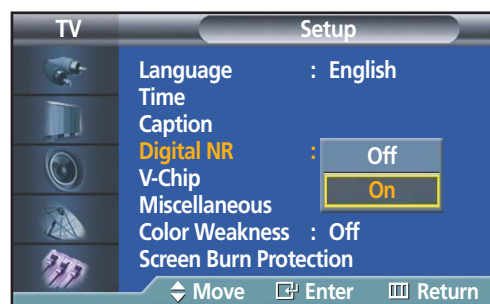 TV Setup
Language : English
Time
Caption
Digital NR : Off
On
V-Chip
Miscellaneous
Color Weakness : Off
Screen Burn Protection
Move Enter Return